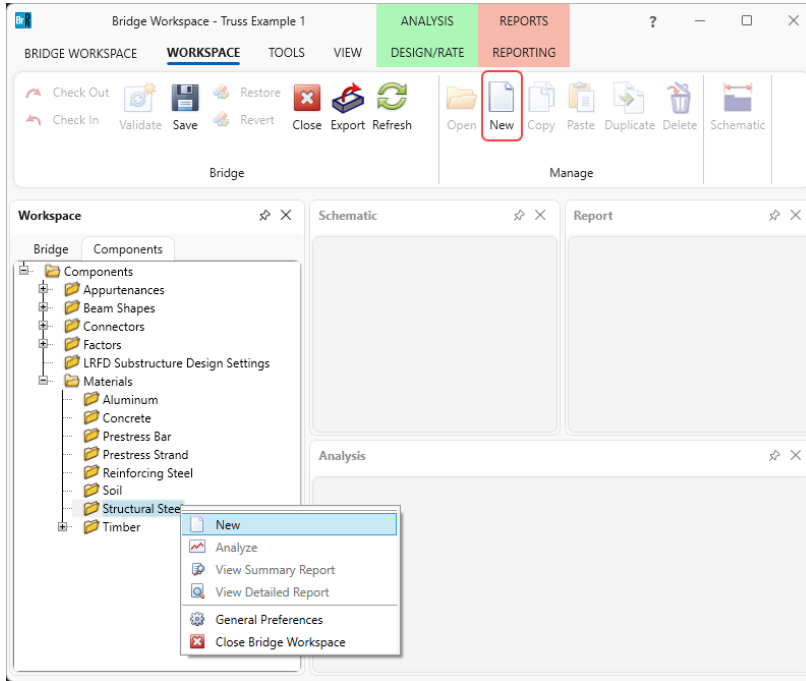 Br Bridge Workspace - Truss Example 1 ANALYSIS REPORTS ?
BRIDGE WORKSPACE WORKSPACE TOOLS VIEW DESIGN/RATE REPORTING
Check Out Restore
Check In Validate Save Revert Close Export Refresh Open New Copy Paste Duplicate Delete Schematic
Bridge Manage
Workspace Schematic Report
Bridge Components
Components
Appurtenances
Beam Shapes
Connectors
Factors
LRFD Substructure Design Settings
Materials
Aluminum
Concrete
Prestress Bar
Prestress Strand Analysis
Reinforcing Steel
Soil
Structural Steel
Timber
New
Analyze
View Summary Report
View Detailed Report
General Preferences
Close Bridge Workspace